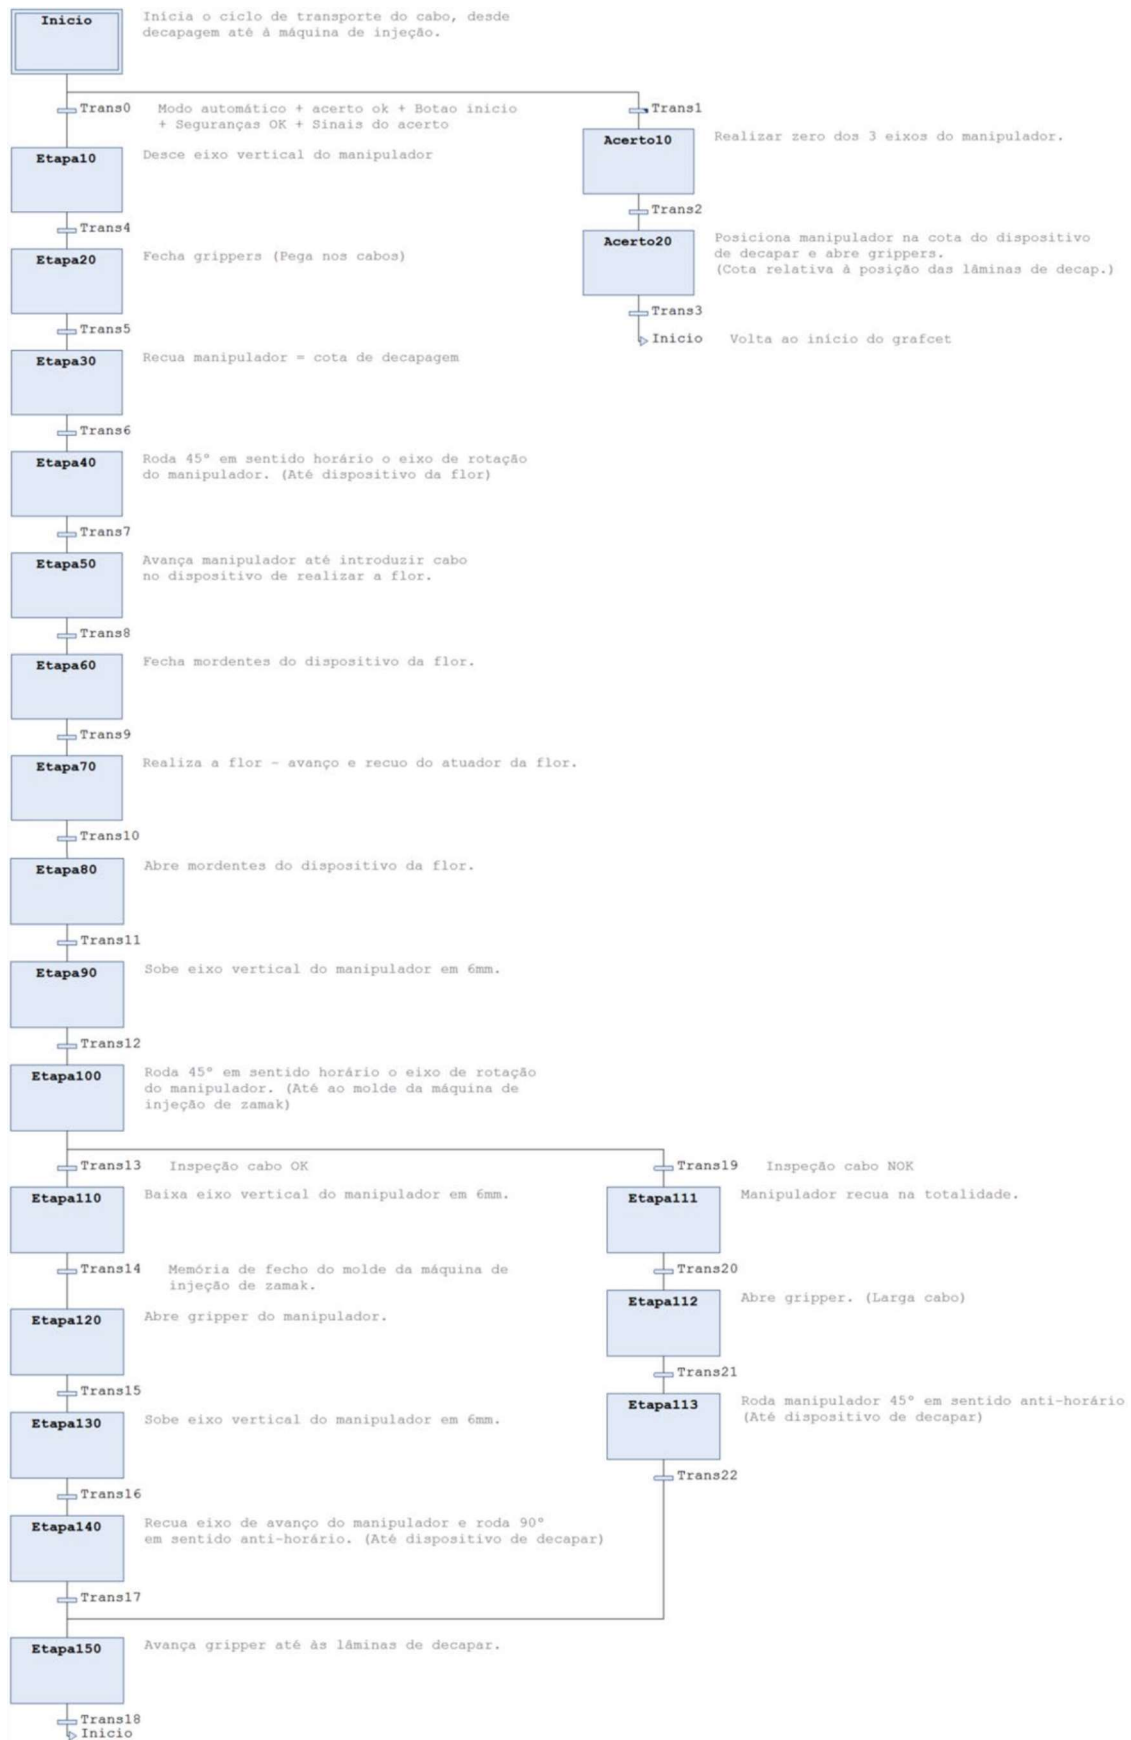 Inicio
Inicia o ciclo de transporte do cabo, desde
decapagem até à máquina de injeção.
Trans0
Modo automático + acerto ok + Botao inicio
+ Seguranças OK + Sinais do acerto
Trans1
Acerto10
Realizar zero dos 3 eixos do manipulador.
Etapa10
Desce eixo vertical do manipulador
Trans2
Trans4
Acerto20
Posiciona manipulador na cota do dispositivo
de decapar e abre grippers.
(Cota relativa à posição das lâminas de decap.)
Etapa20
Fecha grippers (Pega nos cabos)
Trans3
Trans5
Inicio
Volta ao início do grafcet
Etapa30
Recua manipulador = cota de decapagem
Trans6
Etapa40
Roda 45º em sentido horário o eixo de rotação
do manipulador. (Até dispositivo da flor)
Trans7
Etapa50
Avança manipulador até introduzir cabo
no dispositivo de realizar a flor.
Trans8
Etapa60
Fecha mordentes do dispositivo da flor.
Trans9
Etapa70
Realiza a flor - avanço e recuo do atuador da flor.
Trans10
Etapa80
Abre mordentes do dispositivo da flor.
Trans11
Etapa90
Sobe eixo vertical do manipulador em 6mm.
Trans12
Etapa100
Roda 45º em sentido horário o eixo de rotação
do manipulador. (Até ao molde da máquina de
injeção de zamak)
Trans13
Inspeção cabo OK
Trans19
Inspeção cabo NOK
Etapa110
Baixa eixo vertical do manipulador em 6mm.
Etapa111
Manipulador recua na totalidade.
Trans14
Memória de fecho do molde da máquina de
injeção de zamak.
Trans20
Etapa112
Abre gripper. (Larga cabo)
Etapa120
Abre gripper do manipulador.
Trans21
Trans15
Etapa113
Roda manipulador 45º em sentido anti-horário
(Até dispositivo de decapar)
Etapa130
Sobe eixo vertical do manipulador em 6mm.
Trans22
Trans16
Etapa140
Recua eixo de avanço do manipulador e roda 90º
em sentido anti-horário. (Até dispositivo de decapar)
Trans17
Etapa150
Avança gripper até às lâminas de decapar.
Trans18
Inicio